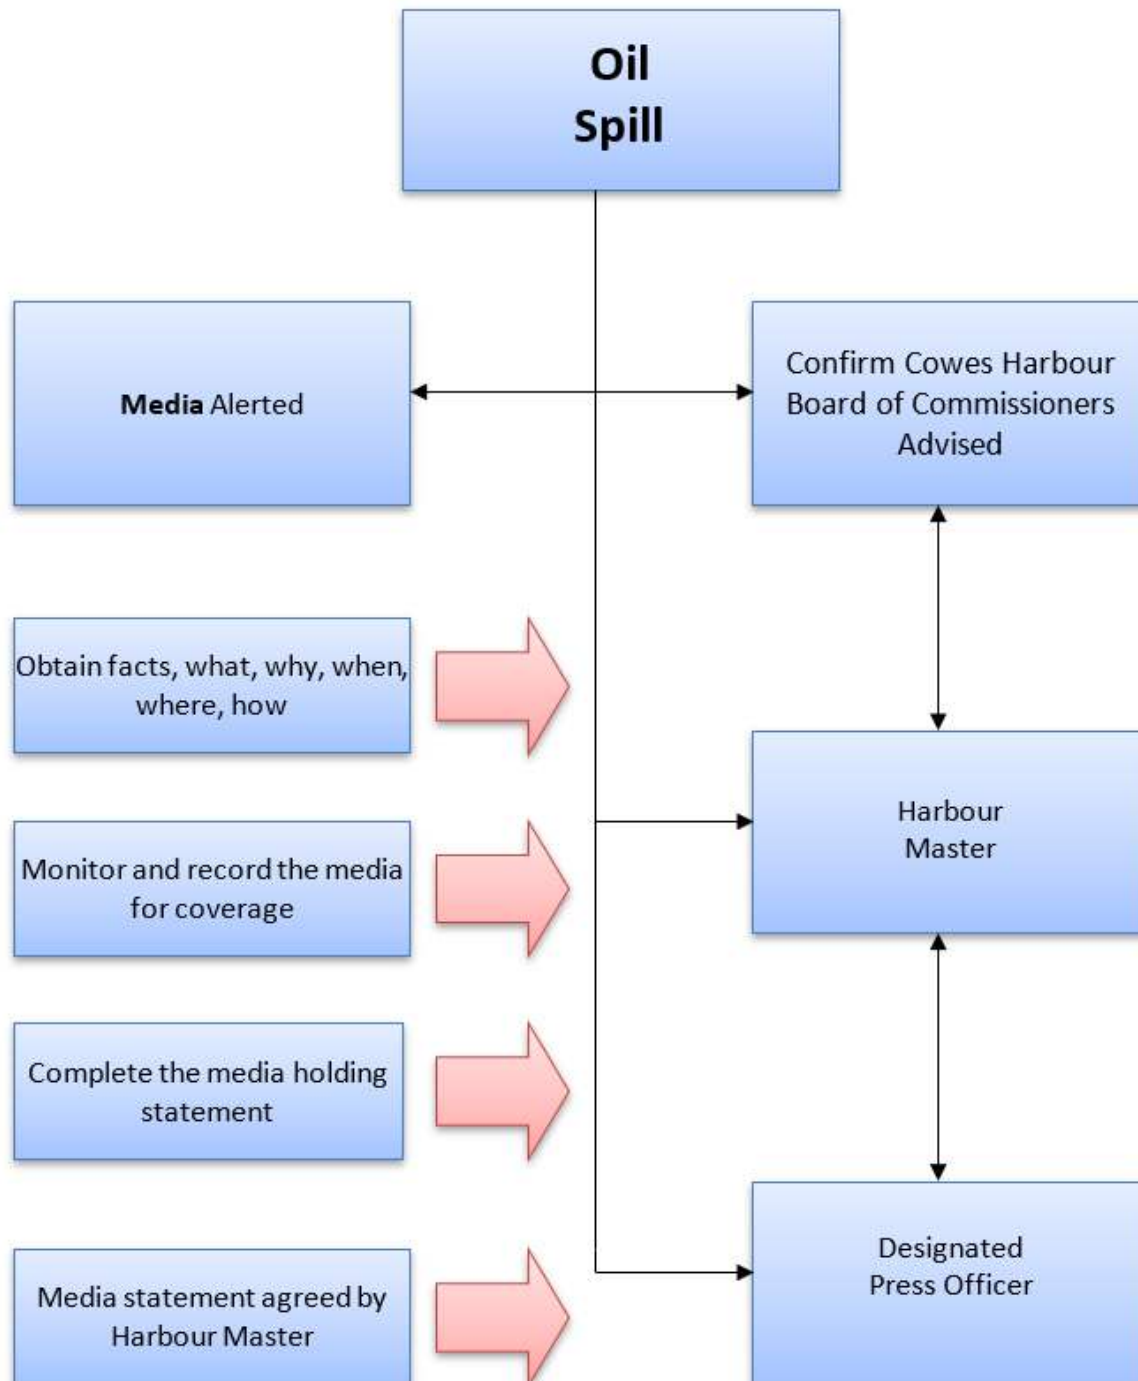 Oil
Spill
Media Alerted
Confirm Cowes Harbour
Board of Commissioners
Advised
Obtain facts, what, why, when,
where, how
Monitor and record the media
for coverage
Harbour
Master
Complete the media holding
statement
Media statement agreed by
Harbour Master
Designated
Press Officer